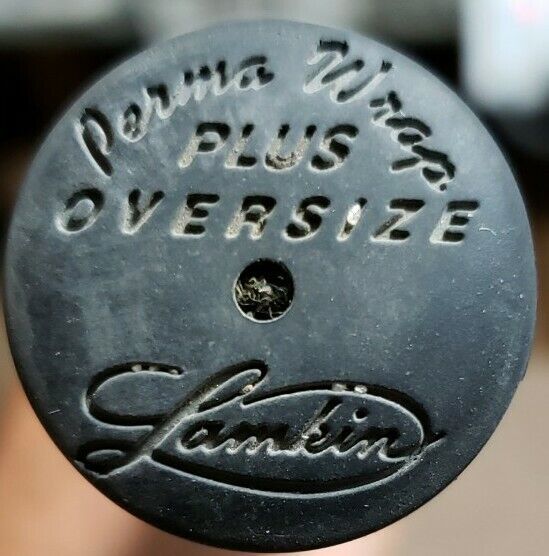 Perma Wrap
PLUS
OVERSIZE
Lamkin